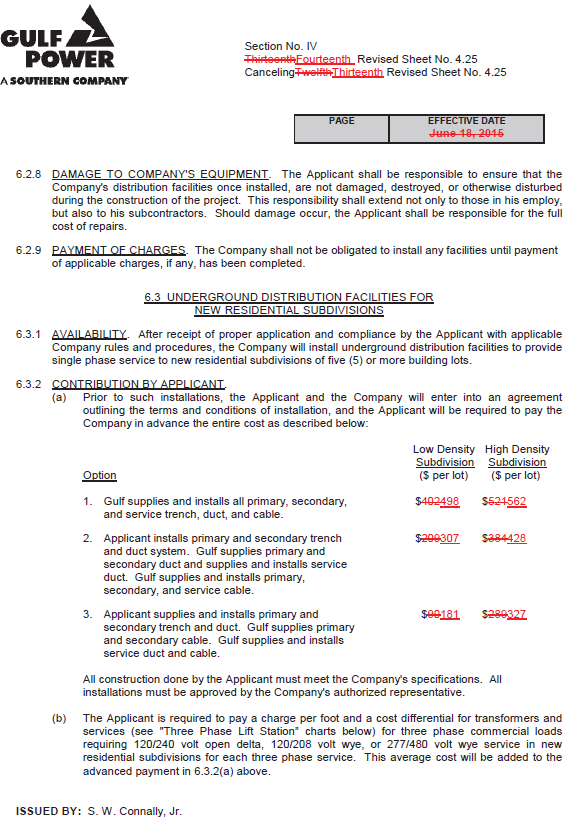 GULF
POWER
A SOUTHERN COMPANY
Section No. IV
ThirteenthFourteenth Revised Sheet No. 4.25
CancelingTwelfthThirteenth Revised Sheet No. 4.25
PAGE EFFECTIVE DATE
June 18, 2015
6.2.8 DAMAGE TO COMPANY'S EQUIPMENT. The Applicant shall be responsible to ensure that the
Company's distribution facilities once installed, are not damaged, destroyed, or otherwise disturbed
during the construction of the project. This responsibility shall extend not only to those in his employ,
but also to his subcontractors. Should damage occur, the Applicant shall be responsible for the full
cost of repairs.
6.2.9 PAYMENT OF CHARGES. The Company shall not be obligated to install any facilities until payment
of applicable charges, if any, has been completed.
6.3 UNDERGROUND DISTRIBUTION FACILITIES FOR
NEW RESIDENTIAL SUBDIVISIONS
6.3.1 AVAILABILITY. After receipt of proper application and compliance by the Applicant with applicable
Company rules and procedures, the Company will install underground distribution facilities to provide
single phase service to new residential subdivisions of five (5) or more building lots.
6.3.2 CONTRIBUTION BY APPLICANT.
(a) Prior to such installations, the Applicant and the Company will enter into an agreement
outlining the terms and conditions of installation, and the Applicant will be required to pay the
Company in advance the entire cost as described below:
Low Density High Density
Subdivision Subdivision
Option ($ per lot) ($ per lot)
1. Gulf supplies and installs all primary, secondary, $402498 $521562
and service trench, duct, and cable.
2. Applicant installs primary and secondary trench $209307 $384428
and duct system. Gulf supplies primary and
secondary duct and supplies and installs service
duct. Gulf supplies and installs primary,
secondary, and service cable.
3. Applicant supplies and installs primary and $181 $280327
secondary trench and duct. Gulf supplies primary
and secondary cable. Gulf supplies and installs
service duct and cable.
All construction done by the Applicant must meet the Company's specifications. All
installations must be approved by the Company's authorized representative.
(b) The Applicant is required to pay a charge per foot and a cost differential for transformers and
services (see "Three Phase Lift Station" charts below) for three phase commercial loads
requiring 120/240 volt open delta, 120/208 volt wye, or 277/480 volt wye service in new
residential subdivisions for each three phase service. This average cost will be added to the
advanced payment in 6.3.2(a) above.
ISSUED BY: S. W. Connally, Jr.